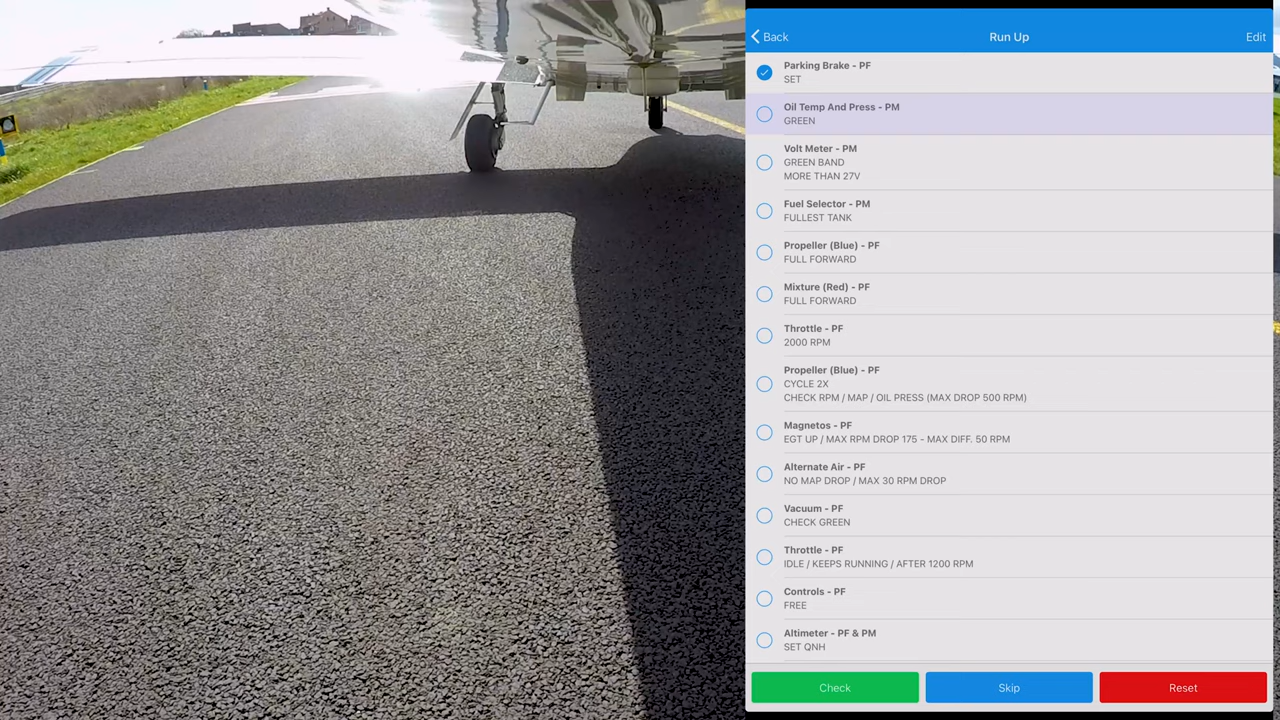 Back
Run Up
Edit
Parking Brake - PF
SET
Oil Temp And Press - PM
GREEN
Volt Meter - PM
GREEN BAND
MORE THAN 27V
Fuel Selector - PM
FULLEST TANK
Propeller (Blue) - PF
FULL FORWARD
Mixture (Red) - PF
FULL FORWARD
Throttle - PF
2000 RPM
Propeller (Blue) - PF
CYCLE 2X
CHECK RPM / MAP / OIL PRESS (MAX DROP 500 RPM)
Magnetos - PF
EGT UP / MAX RPM DROP 175 - MAX DIFF. 50 RPM
Alternate Air - PF
NO MAP DROP / MAX 30 RPM DROP
Vacuum - PF
CHECK GREEN
Throttle - PF
IDLE / KEEPS RUNNING / AFTER 1200 RPM
Controls - PF
FREE
Altimeter - PF & PM
SET QNH
Check
Skip
Reset